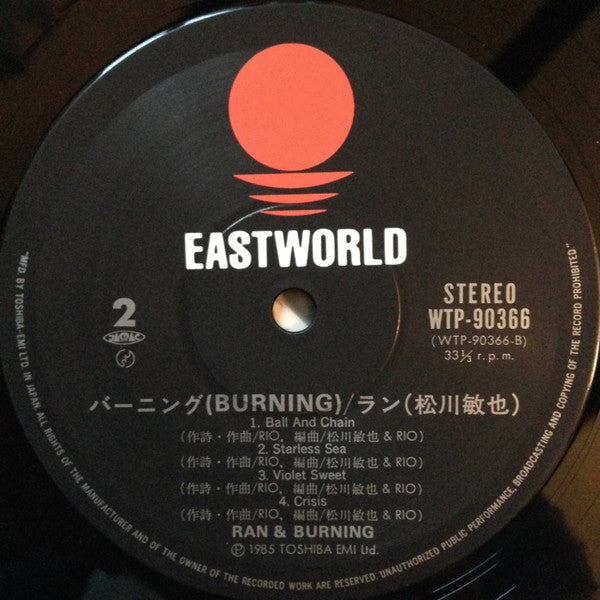 EASTWORLD
2
JASRAC
STEREO
WTP-90366
(WTP-90366-B)
33⅓ r.p.m.
バーニング(BURNING)/ラン(松川敏也)
1. Ball And Chain
(作詩・作曲/RIO, 編曲/松川敏也 & RIO)
2. Starless Sea
(作詩・作曲/RIO, 編曲/松川敏也 & RIO)
3. Violet Sweet
(作詩・作曲/RIO, 編曲/松川敏也 & RIO)
4. Crisis
(作詩・作曲/RIO, 編曲/松川敏也 & RIO)
RAN & BURNING
Ⓟ 1985 TOSHIBA EMI Ltd.
"MFD. BY TOSHIBA-EMI LTD. IN JAPAN. ALL RIGHTS OF THE MANUFACTURER AND OF THE OWNER OF THE RECORDED WORK ARE RESERVED. UNAUTHORIZED PUBLIC PERFORMANCE, BROADCASTING AND COPYING OF THE RECORD PROHIBITED"